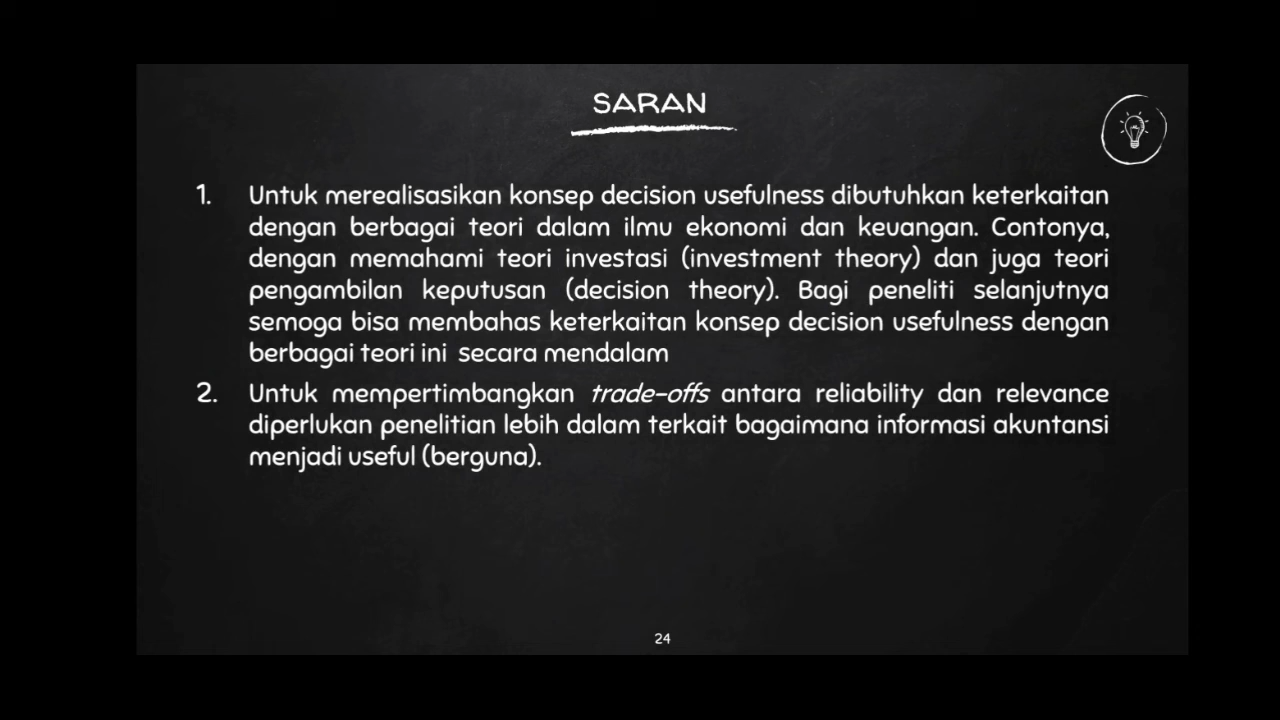 SARAN
1. Untuk merealisasikan konsep decision usefulness dibutuhkan keterkaitan
dengan berbagai teori dalam ilmu ekonomi dan keuangan. Contonya,
dengan memahami teori investasi (investment theory) dan juga teori
pengambilan keputusan (decision theory). Bagi peneliti selanjutnya
semoga bisa membahas keterkaitan konsep decision usefulness dengan
berbagai teori ini secara mendalam
2. Untuk mempertimbangkan trade-offs antara reliability dan relevance
diperlukan penelitian lebih dalam terkait bagaimana informasi akuntansi
menjadi useful (berguna).
24